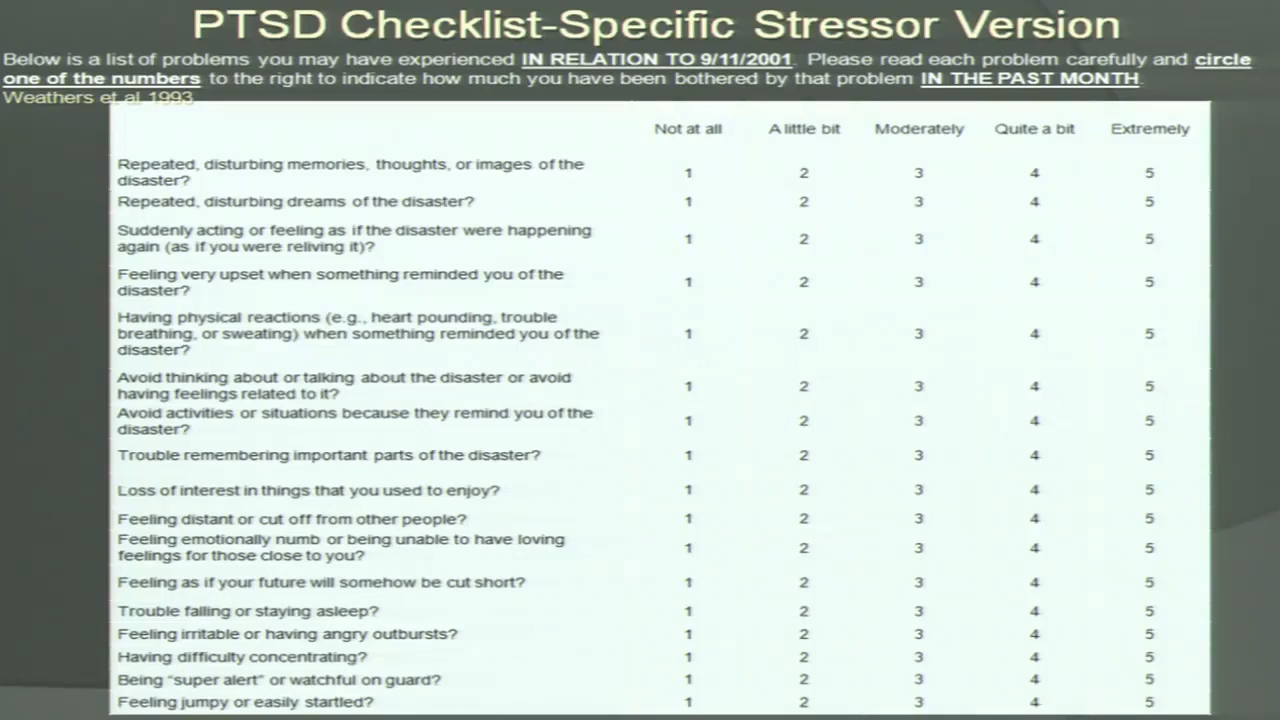 PTSD Checklist-Specific Stressor Version
Below is a list of problems you may have experienced IN RELATION TO 9/11/2001. Please read each problem carefully and circle
one of the numbers to the right to indicate how much you have been bothered by that problem IN THE PAST MONTH.
Weathers et al 1993
Not at all A little bit Moderately Quite a bit Extremely
Repeated, disturbing memories, thoughts, or images of the
disaster? 1 2 3 4 5
Repeated, disturbing dreams of the disaster? 1 2 3 4 5
Suddenly acting or feeling as if the disaster were happening
again (as if you were reliving it)? 1 2 3 4 5
Feeling very upset when something reminded you of the
disaster? 1 2 3 4 5
Having physical reactions (e.g., heart pounding, trouble
breathing, or sweating) when something reminded you of the 1 2 3 4 5
disaster?
Avoid thinking about or talking about the disaster or avoid
having feelings related to it? 1 2 3 4 5
Avoid activities or situations because they remind you of the
disaster? 1 2 3 4 5
Trouble remembering important parts of the disaster? 1 2 3 4 5
Loss of interest in things that you used to enjoy? 1 2 3 4 5
Feeling distant or cut off from other people? 1 2 3 4 5
Feeling emotionally numb or being unable to have loving
feelings for those close to you? 1 2 3 4 5
Feeling as if your future will somehow be cut short? 1 2 3 4 5
Trouble falling or staying asleep? 1 2 3 4 5
Feeling irritable or having angry outbursts? 1 2 3 4 5
Having difficulty concentrating? 1 2 3 4 5
Being "super alert" or watchful on guard? 1 2 3 4 5
Feeling jumpy or easily startled? 1 2 3 4 5